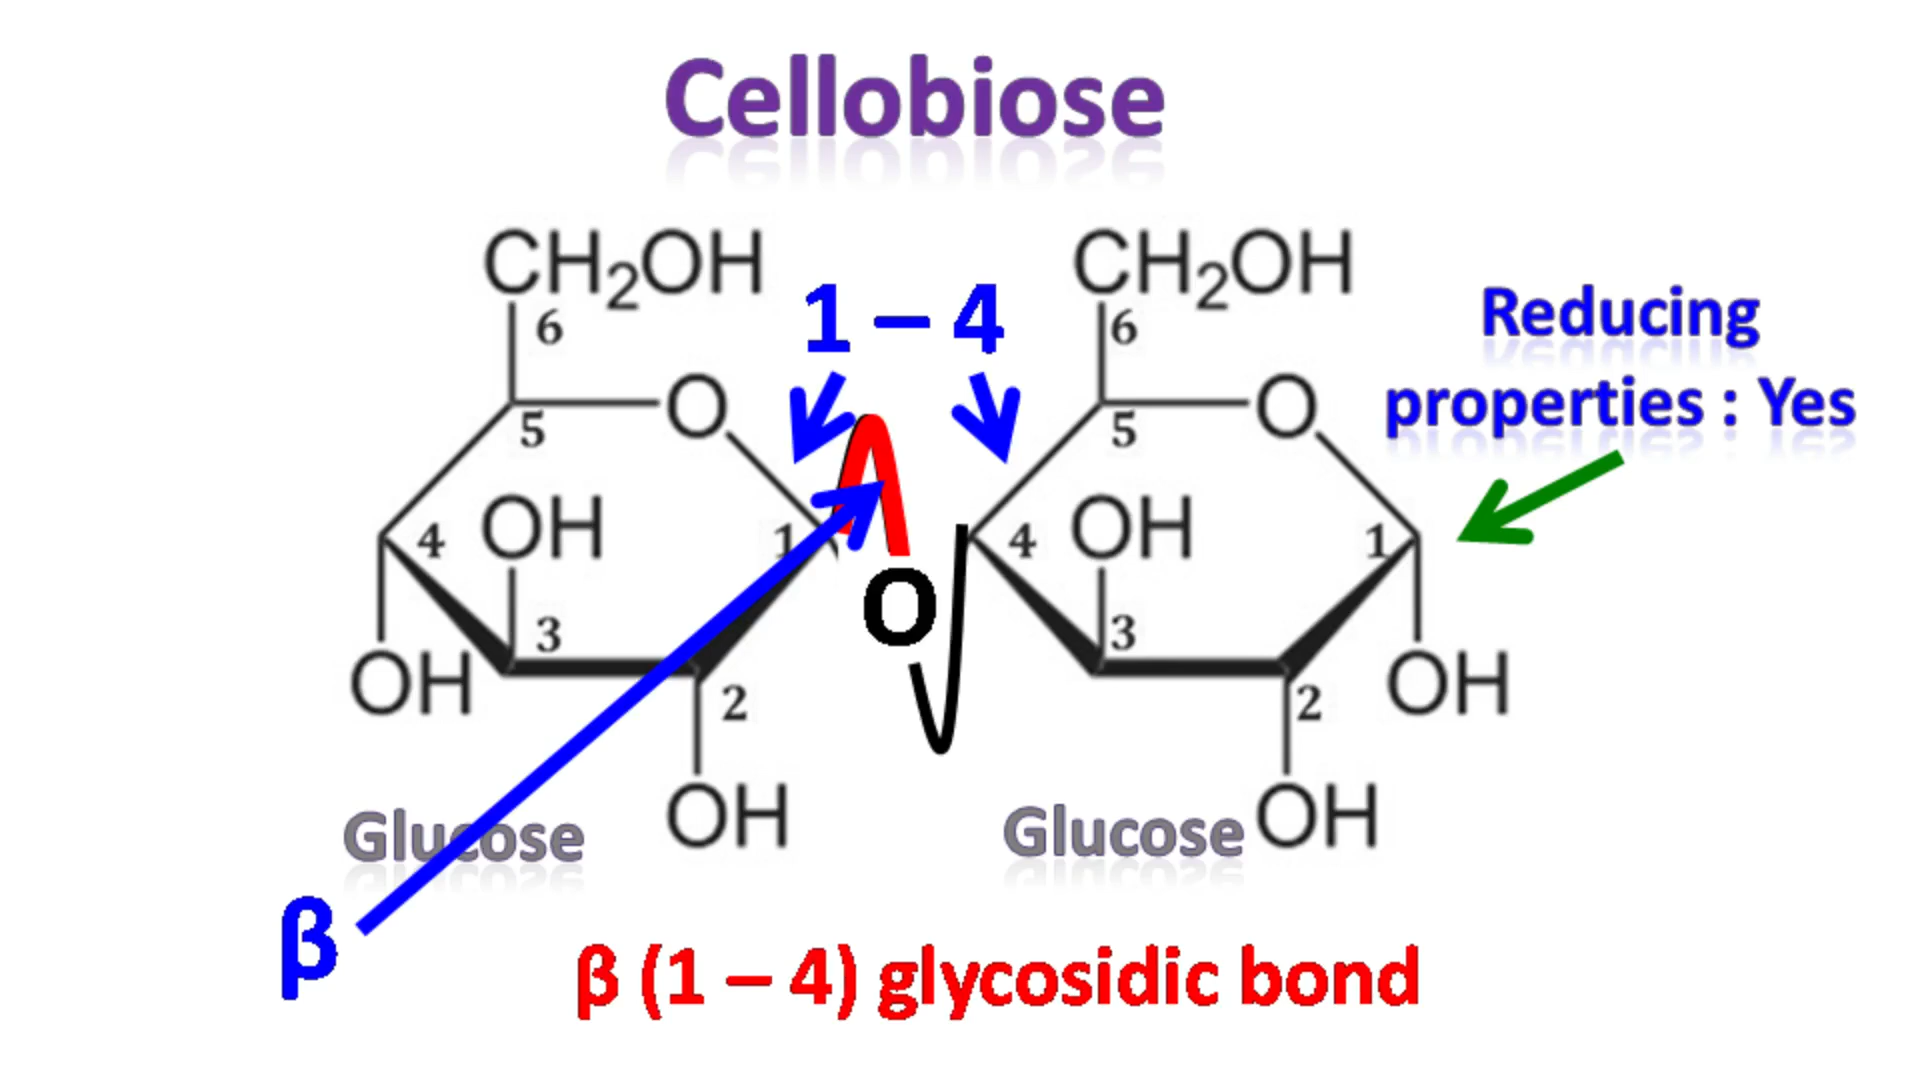 Cellobiose
CH2OH
CH2OH
1 – 4
6
6
Reducing
properties : Yes
O
O
5
5
4
OH
1
4
OH
1
O
3
3
OH
2
OH
2
OH
OH
Glucose
Glucose
β
β (1 – 4) glycosidic bond